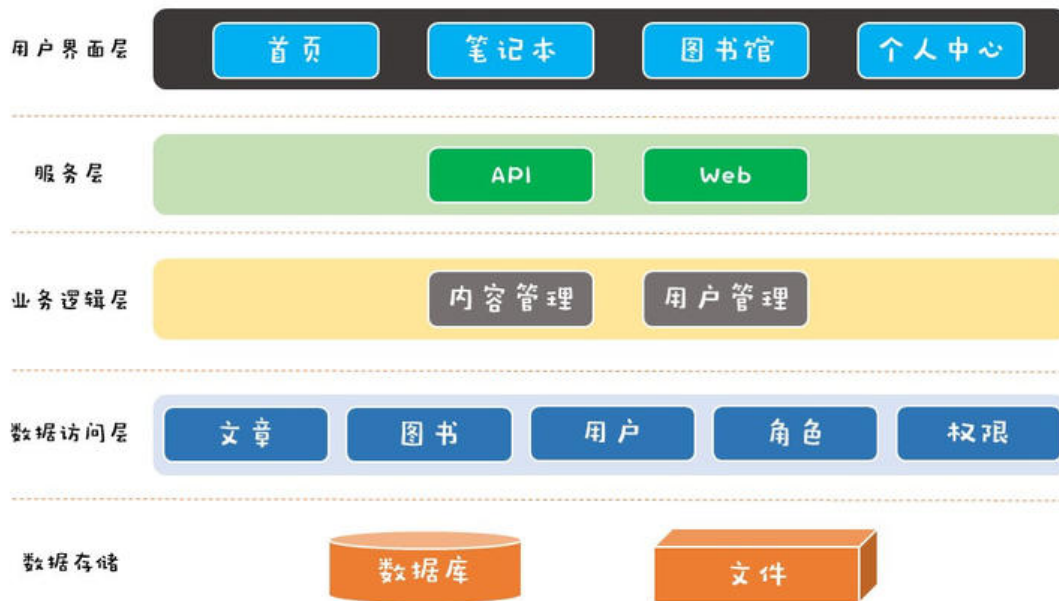 用户界面层
首页
笔记本
图书馆
个人中心
服务层
API
Web
业务逻辑层
内容管理
用户管理
数据访问层
文章
图书
用户
角色
权限
数据存储
数据库
文件